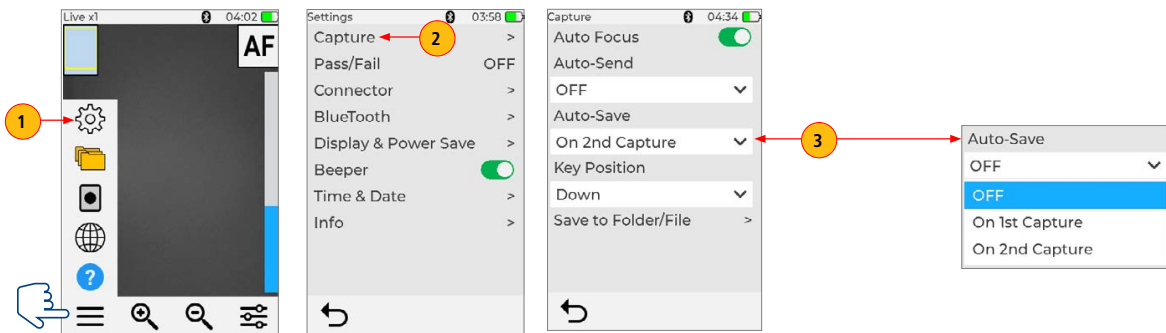 Live x1 04:02
AF
1
?
Settings 03:58
Capture >
2
Pass/Fail OFF
Connector >
BlueTooth >
Display & Power Save >
Beeper
Time & Date >
Info >
Capture 04:34
Auto Focus
Auto-Send
OFF
Auto-Save
On 2nd Capture
Key Position
Down
Save to Folder/File >
3
Auto-Save
OFF
OFF
On 1st Capture
On 2nd Capture